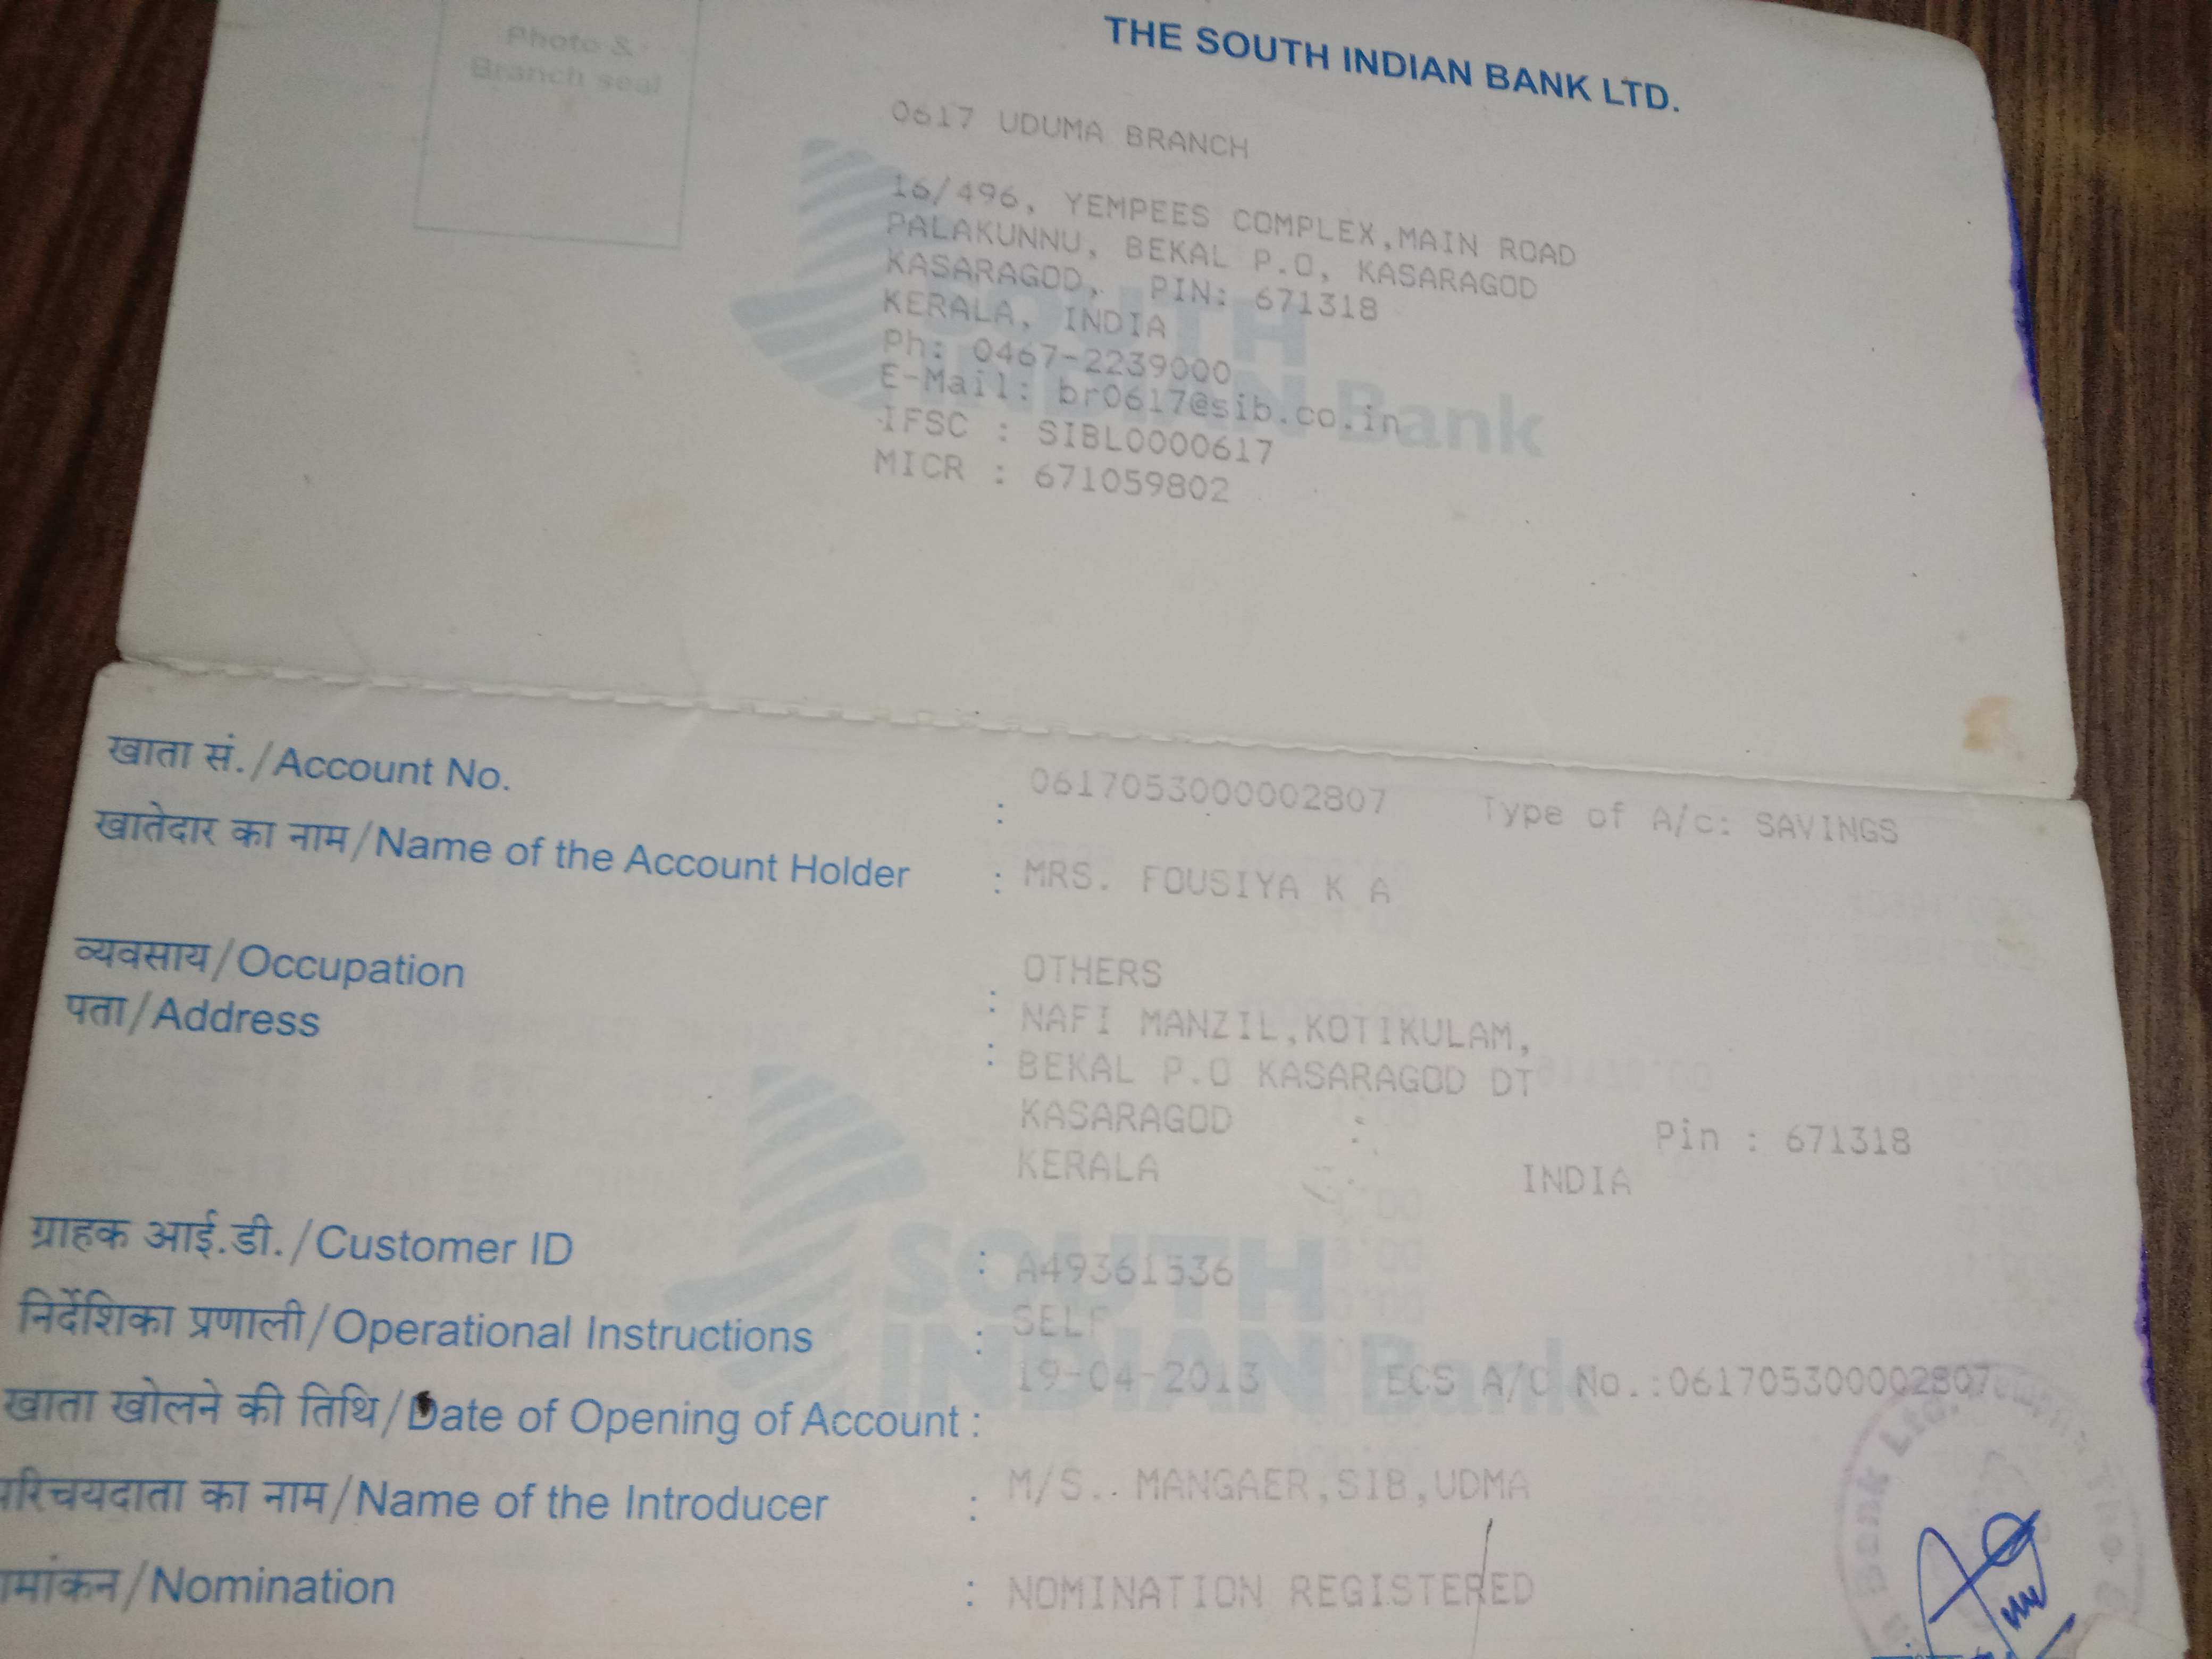 Photo &
Branch seal
THE SOUTH INDIAN BANK LTD.
0617 UDUMA BRANCH
16/496, YEMPEES COMPLEX,MAIN ROAD
PALAKUNNU, BEKAL P.O, KASARAGOD
KASARAGOD, PIN: 671318
KERALA, INDIA
Ph: 0467-2239000
E-Mail: br0617@sib.co.in
IFSC : SIBL0000617
MICR : 671059802
SOUTH
INDIAN Bank
खाता सं./Account No. : 0617053000002807 Type of A/c: SAVINGS
खातेदार का नाम/Name of the Account Holder : MRS. FOUSIYA K A
व्यवसाय/Occupation : OTHERS
पता/Address : NAFI MANZIL,KOTIKULAM,
BEKAL P.O KASARAGOD DT
KASARAGOD Pin : 671318
KERALA INDIA
ग्राहक आई.डी./Customer ID : A49361536
निर्देशिका प्रणाली/Operational Instructions : SELF
खाता खोलने की तिथि/Date of Opening of Account : 19-04-2013 ECS A/C No.:061705300002807
SOUTH
INDIAN Bank
परिचयदाता का नाम/Name of the Introducer : M/S.. MANGAER,SIB,UDMA
नामांकन/Nomination : NOMINATION REGISTERED
Bank Ltd.